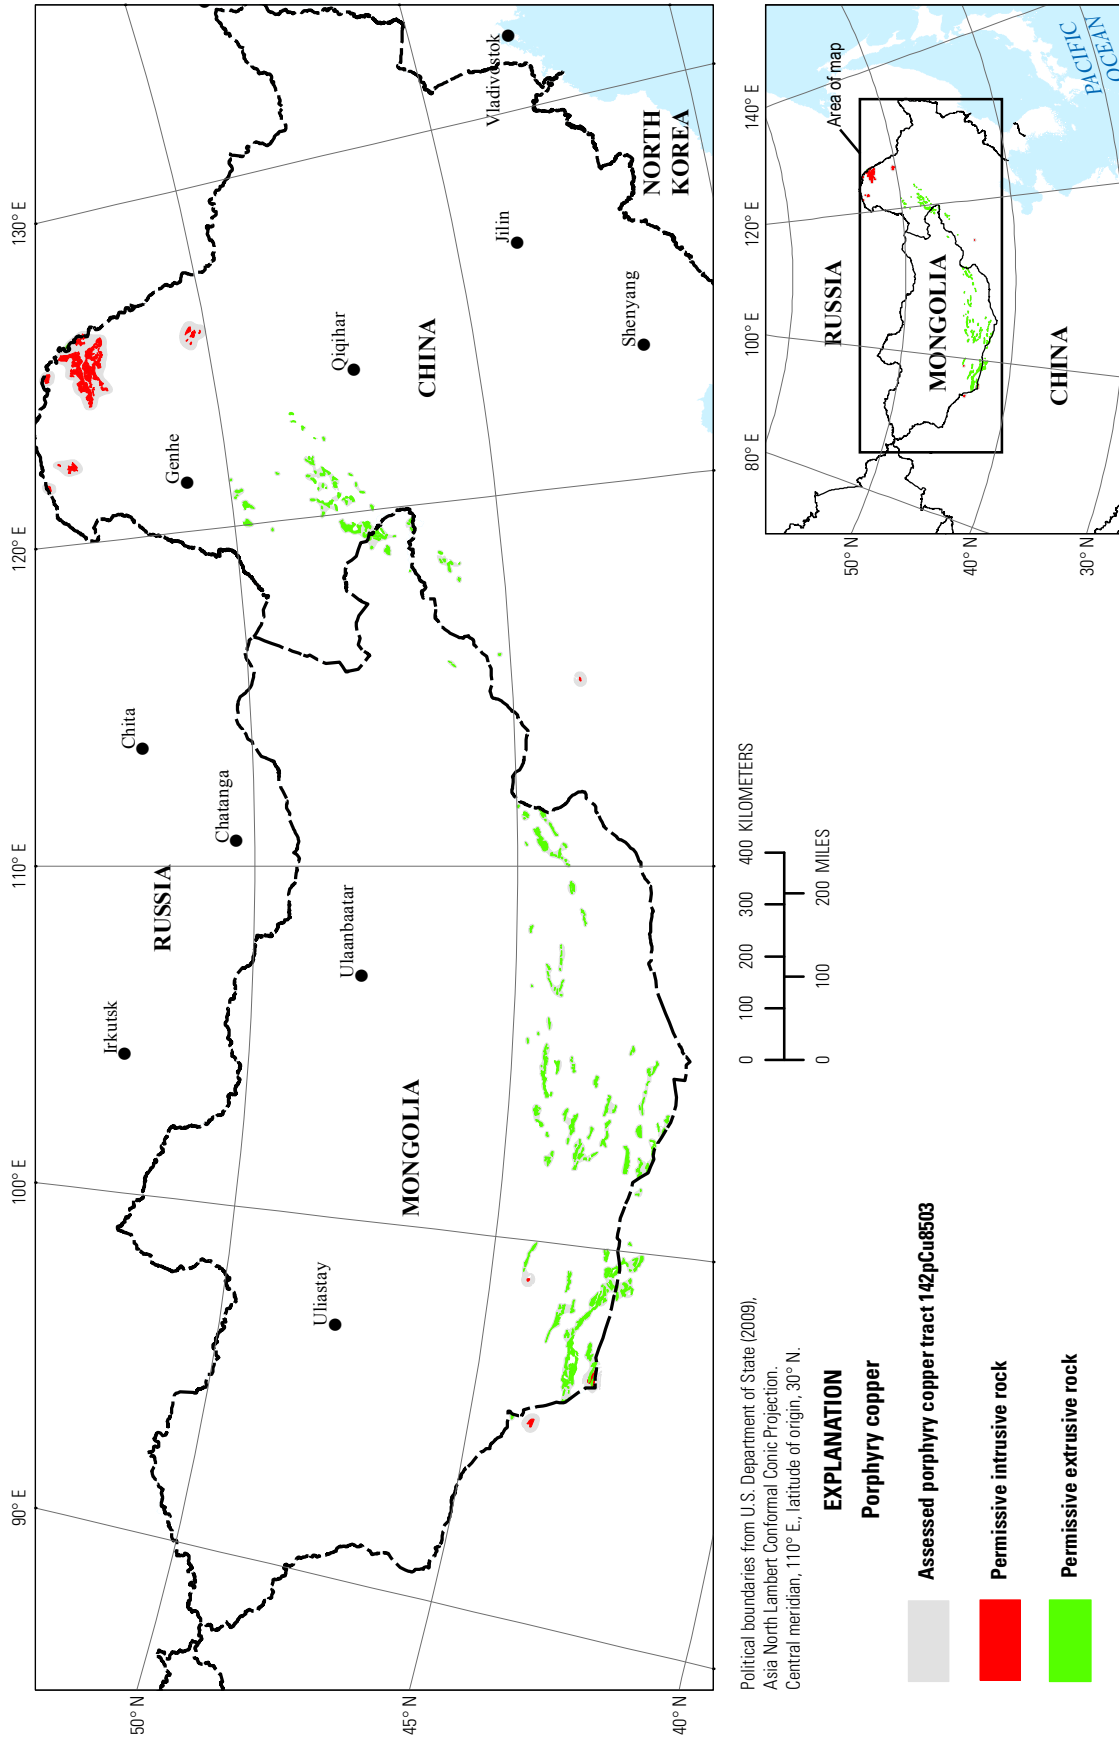 90° E
100° E
110° E
120° E
130° E
50° N
45° N
40° N
RUSSIA
Irkutsk
Chita
Chatanga
Genhe
Uliastay
Ulaanbaatar
MONGOLIA
Qiqihar
CHINA
Jilin
Shenyang
Vladivostok
NORTH
KOREA
Political boundaries from U.S. Department of State (2009),
Asia North Lambert Conformal Conic Projection.
Central meridian, 110° E., latitude of origin, 30° N.
0 100 200 300 400 KILOMETERS
0 100 200 MILES
EXPLANATION
Porphyry copper
Assessed porphyry copper tract 142pCu8503
Permissive intrusive rock
Permissive extrusive rock
80° E
100° E
120° E
140° E
50° N
40° N
30° N
Area of map
RUSSIA
MONGOLIA
CHINA
PACIFIC
OCEAN